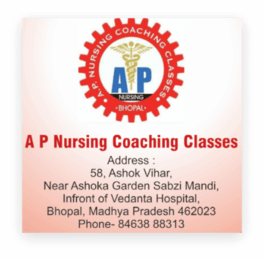 A.P. NURSING COACHING CLASSES
AP
NURSING
•BHOPAL•
A P Nursing Coaching Classes
Address :
58, Ashok Vihar,
Near Ashoka Garden Sabzi Mandi,
Infront of Vedanta Hospital,
Bhopal, Madhya Pradesh 462023
Phone- 84638 88313